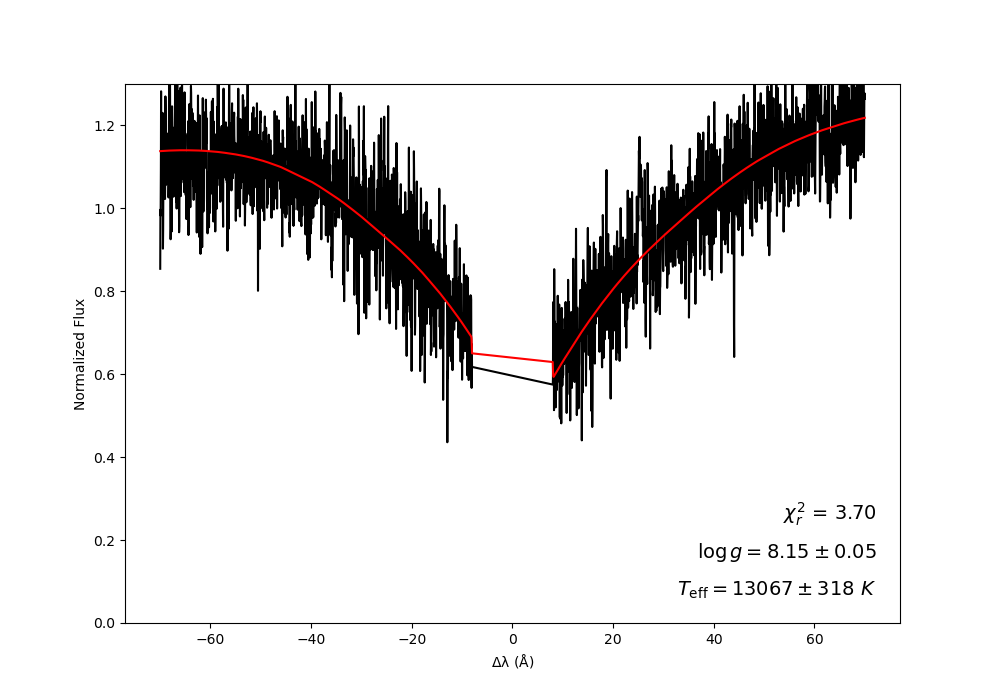 1.2
1.0
0.8
0.6
0.4
0.2
0.0
Normalized Flux
χ²ᵣ = 3.70
log g = 8.15 ± 0.05
T_eff = 13067 ± 318 K
−60 −40 −20 0 20 40 60
Δλ (Å)